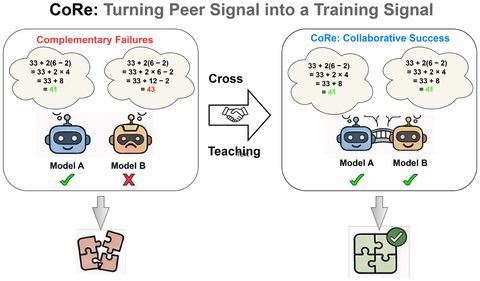 CoRe: Turning Peer Signal into a Training Signal
Complementary Failures
33 + 2(6 − 2)
= 33 + 2 × 4
= 33 + 8
= 41
33 + 2(6 − 2)
= 33 + 2 × 6 − 2
= 33 + 12 − 2
= 43
Model A
Model B
Cross
Teaching
CoRe: Collaborative Success
33 + 2(6 − 2)
= 33 + 2 × 4
= 33 + 8
= 41
33 + 2(6 − 2)
= 33 + 2 × 4
= 33 + 8
= 41
Model A
Model B